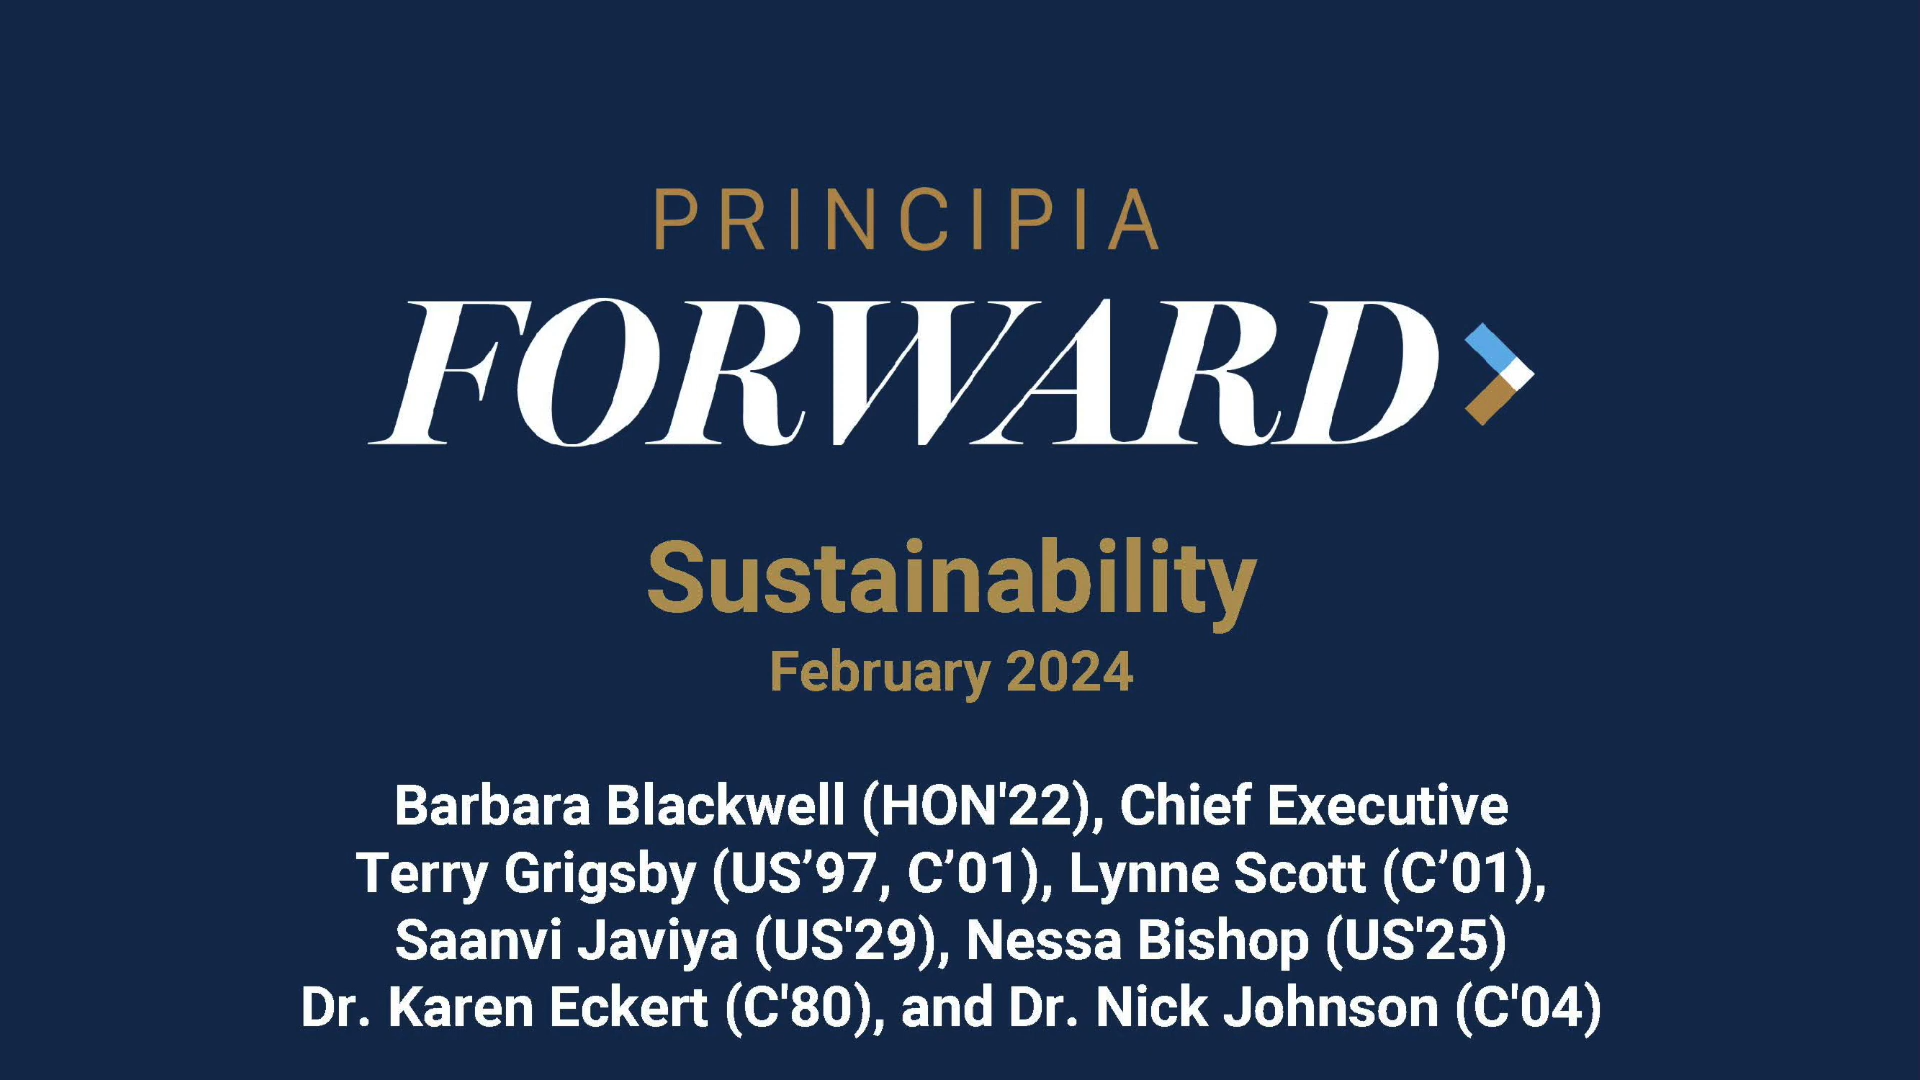 PRINCIPIA
FORWARD
Sustainability
February 2024
Barbara Blackwell (HON'22), Chief Executive
Terry Grigsby (US’97, C’01), Lynne Scott (C’01),
Saanvi Javiya (US'29), Nessa Bishop (US'25)
Dr. Karen Eckert (C'80), and Dr. Nick Johnson (C'04)